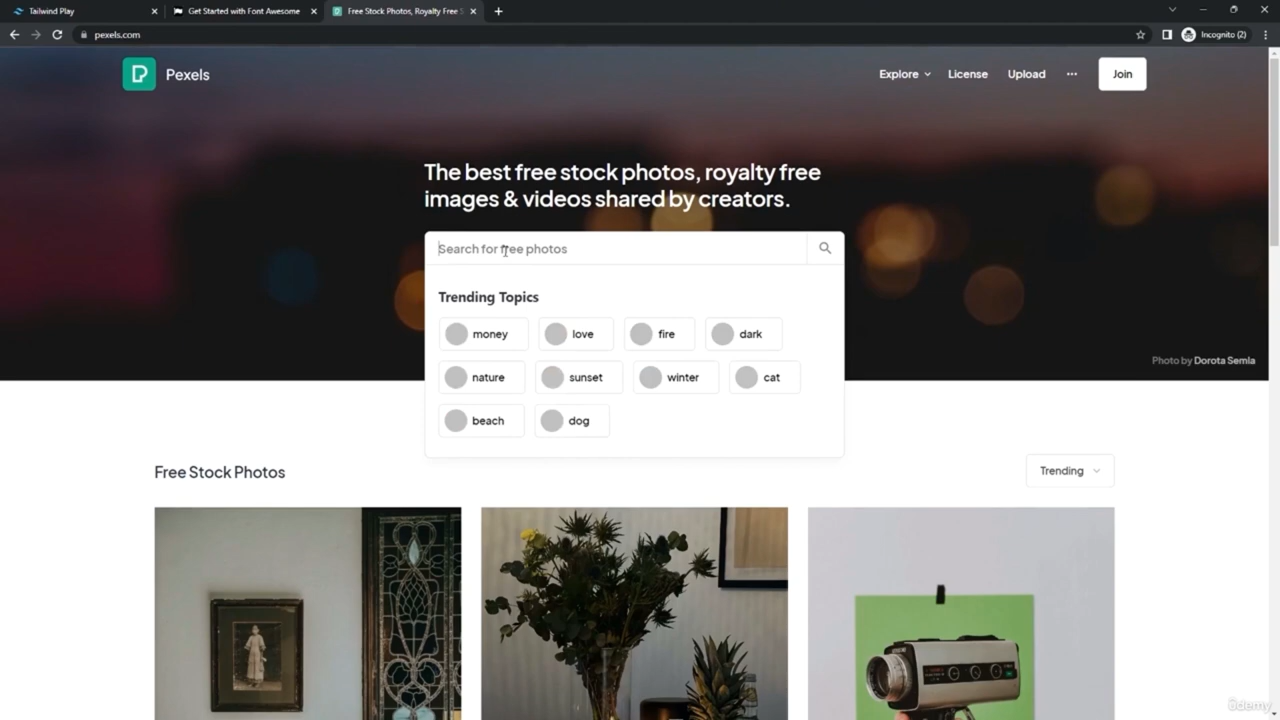 Tailwind Play
Get Started with Font Awesome
Free Stock Photos, Royalty Free S
pexels.com
Incognito (2)
Pexels
Explore
License
Upload
Join
The best free stock photos, royalty free
images & videos shared by creators.
Search for free photos
Trending Topics
money
love
fire
dark
nature
sunset
winter
cat
beach
dog
Photo by Dorota Semla
Free Stock Photos
Trending
ûdemy